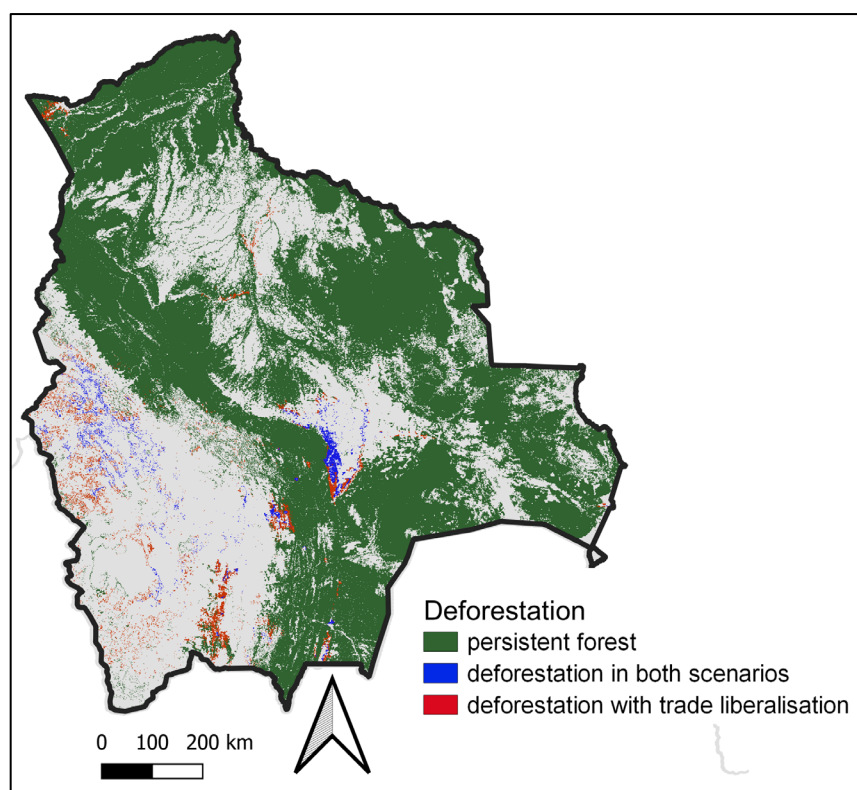 Deforestation
persistent forest
deforestation in both scenarios
deforestation with trade liberalisation
0 100 200 km